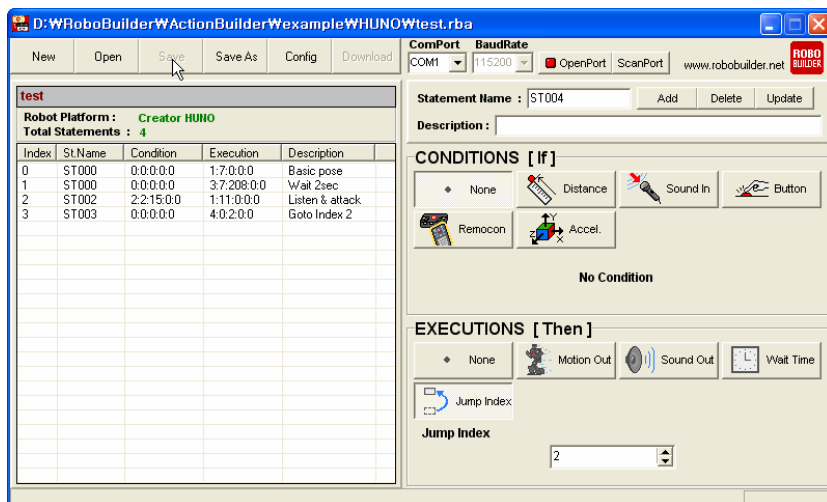 D:₩RoboBuilder₩ActionBuilder₩example₩HUNO₩test.rba
New Open Save Save As Config Download
ComPort BaudRate
COM1 115200 OpenPort ScanPort www.robobuilder.net ROBO BUILDER
test
Robot Platform : Creator HUNO
Total Statements : 4
Index St.Name Condition Execution Description
0 ST000 0:0:0:0:0 1:7:0:0:0 Basic pose
1 ST000 0:0:0:0:0 3:7:208:0:0 Wait 2sec
2 ST002 2:2:15:0:0 1:11:0:0:0 Listen & attack
3 ST003 0:0:0:0:0 4:0:2:0:0 Goto Index 2
Statement Name : ST004 Add Delete Update
Description :
CONDITIONS [ If ]
None Distance Sound In Button
Remocon Accel.
No Condition
EXECUTIONS [ Then ]
None Motion Out Sound Out Wait Time
Jump Index
Jump Index
2